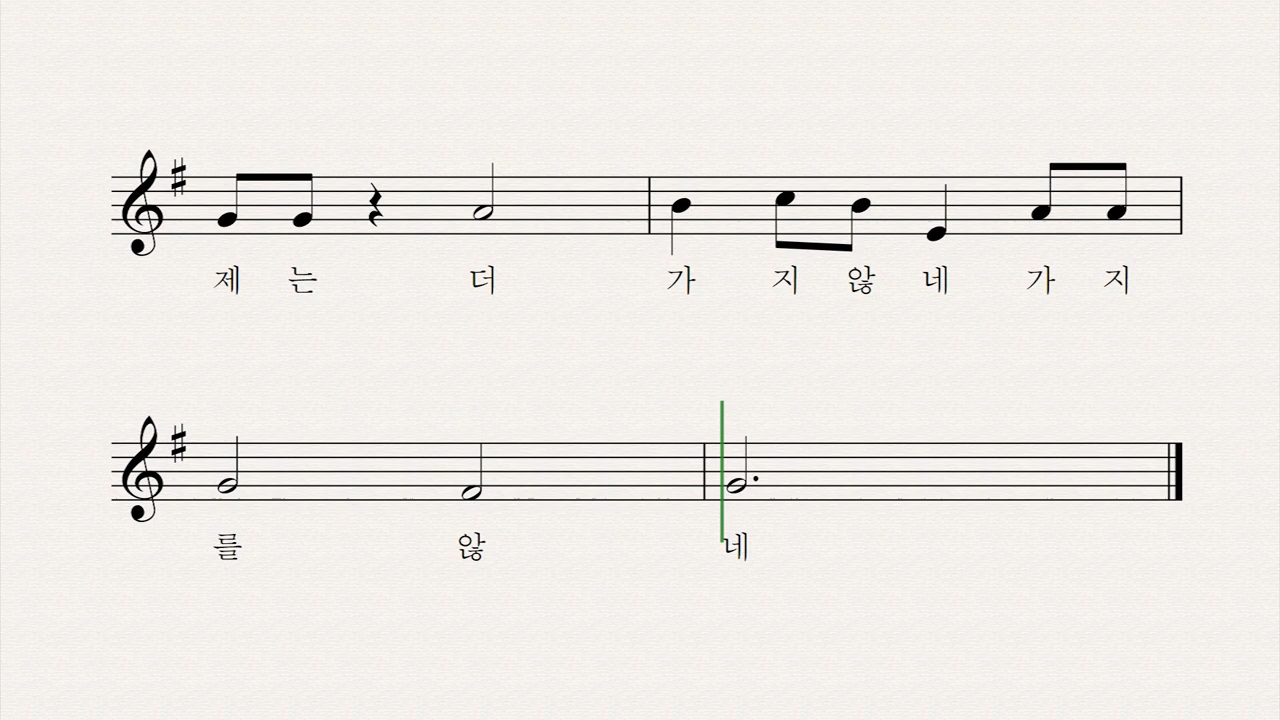 제 는 더 가 지 않 네 가 지
를 않 네